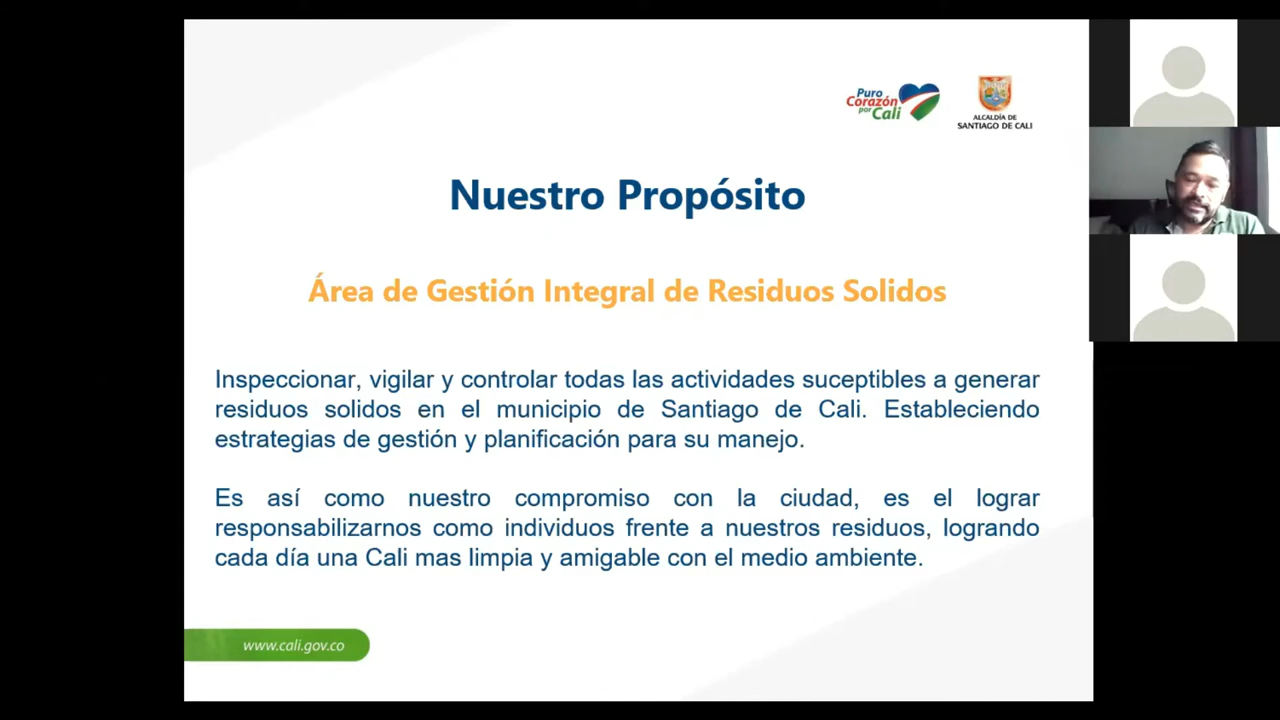 Puro
Corazón
por Cali
ALCALDÍA DE
SANTIAGO DE CALI
Nuestro Propósito
Área de Gestión Integral de Residuos Solidos
Inspeccionar, vigilar y controlar todas las actividades suceptibles a generar
residuos solidos en el municipio de Santiago de Cali. Estableciendo
estrategias de gestión y planificación para su manejo.
Es así como nuestro compromiso con la ciudad, es el lograr
responsabilizarnos como individuos frente a nuestros residuos, logrando
cada día una Cali mas limpia y amigable con el medio ambiente.
www.cali.gov.co